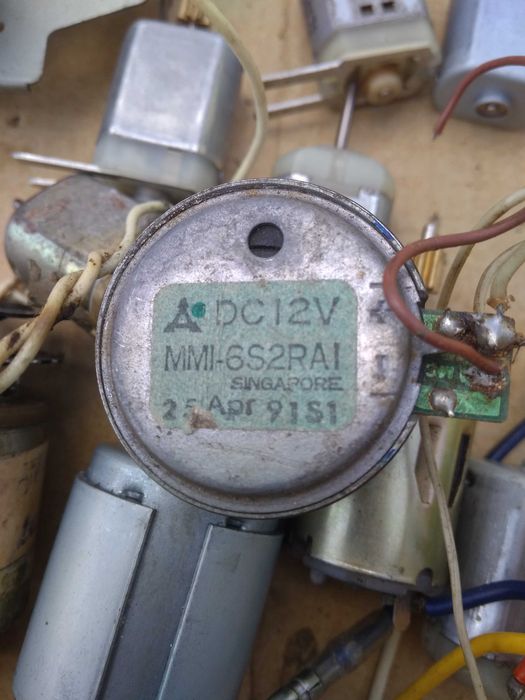 DC12V
MMI-6S2RA1
SINGAPORE
25 Apr 91S1